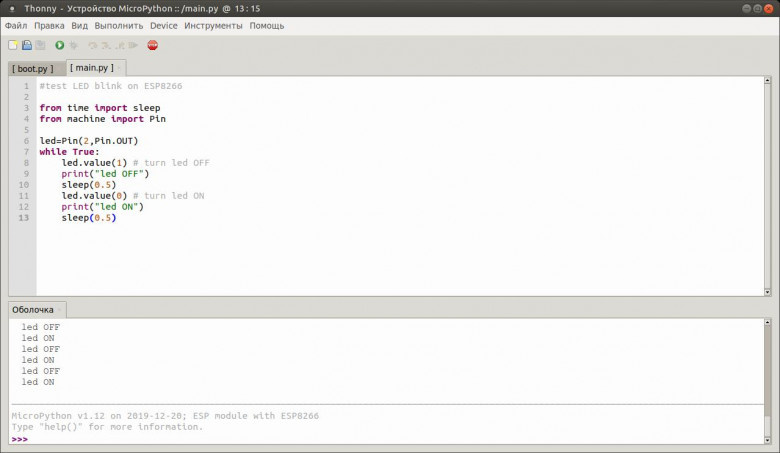 Thonny - Устройство MicroPython :: /main.py @ 13:15
Файл Правка Вид Выполнить Device Инструменты Помощь
STOP
[ boot.py ] [ main.py ]
1 #test LED blink on ESP8266
2
3 from time import sleep
4 from machine import Pin
5
6 led=Pin(2,Pin.OUT)
7 while True:
8     led.value(1) # turn led OFF
9     print("led OFF")
10     sleep(0.5)
11     led.value(0) # turn led ON
12     print("led ON")
13     sleep(0.5)
Оболочка
led OFF
led ON
led OFF
led ON
led OFF
led ON
MicroPython v1.12 on 2019-12-20; ESP module with ESP8266
Type "help()" for more information.
>>>